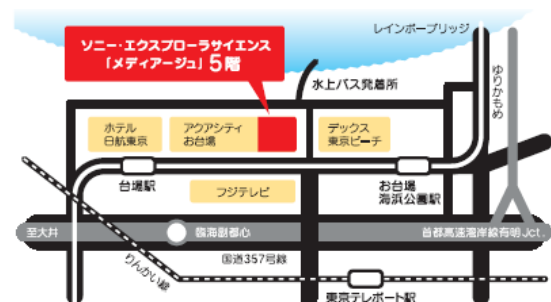 レインボーブリッジ
ソニー・エクスプローラサイエンス
「メディアージュ」5階
ゆりかもめ
水上バス発着所
ホテル
日航東京
アクアシティ
お台場
デックス
東京ビーチ
台場駅
フジテレビ
お台場
海浜公園駅
至大井
臨海副都心
首都高速湾岸線有明Jct.
りんかい線
国道357号線
東京テレポート駅